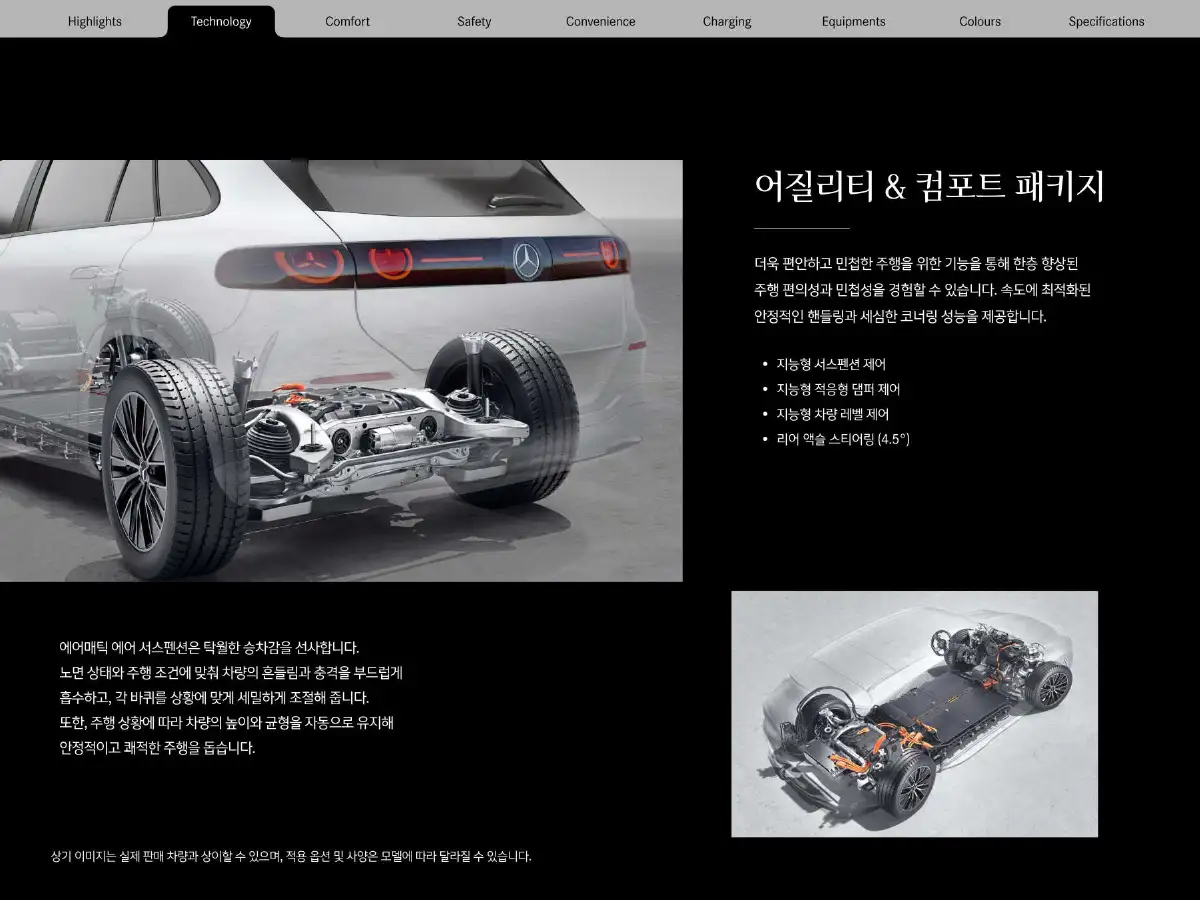 Highlights
Technology
Comfort
Safety
Convenience
Charging
Equipments
Colours
Specifications
어질리티 & 컴포트 패키지
더욱 편안하고 민첩한 주행을 위한 기능을 통해 한층 향상된
주행 편의성과 민첩성을 경험할 수 있습니다. 속도에 최적화된
안정적인 핸들링과 세심한 코너링 성능을 제공합니다.
• 지능형 서스펜션 제어
• 지능형 적응형 댐퍼 제어
• 지능형 차량 레벨 제어
• 리어 액슬 스티어링 (4.5°)
에어매틱 에어 서스펜션은 탁월한 승차감을 선사합니다.
노면 상태와 주행 조건에 맞춰 차량의 흔들림과 충격을 부드럽게
흡수하고, 각 바퀴를 상황에 맞게 세밀하게 조절해 줍니다.
또한, 주행 상황에 따라 차량의 높이와 균형을 자동으로 유지해
안정적이고 쾌적한 주행을 돕습니다.
상기 이미지는 실제 판매 차량과 상이할 수 있으며, 적용 옵션 및 사양은 모델에 따라 달라질 수 있습니다.